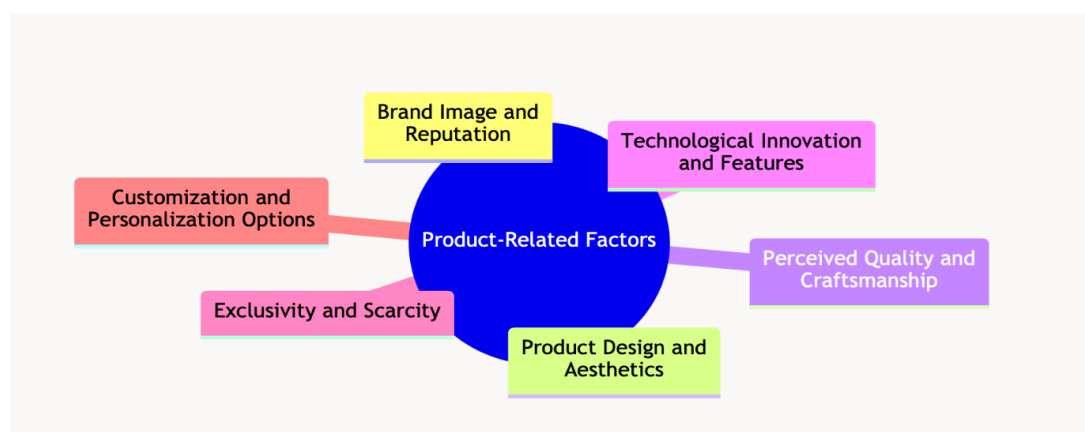 Brand Image and
Reputation
Technological Innovation
and Features
Customization and
Personalization Options
Product-Related Factors
Perceived Quality and
Craftsmanship
Exclusivity and Scarcity
Product Design and
Aesthetics